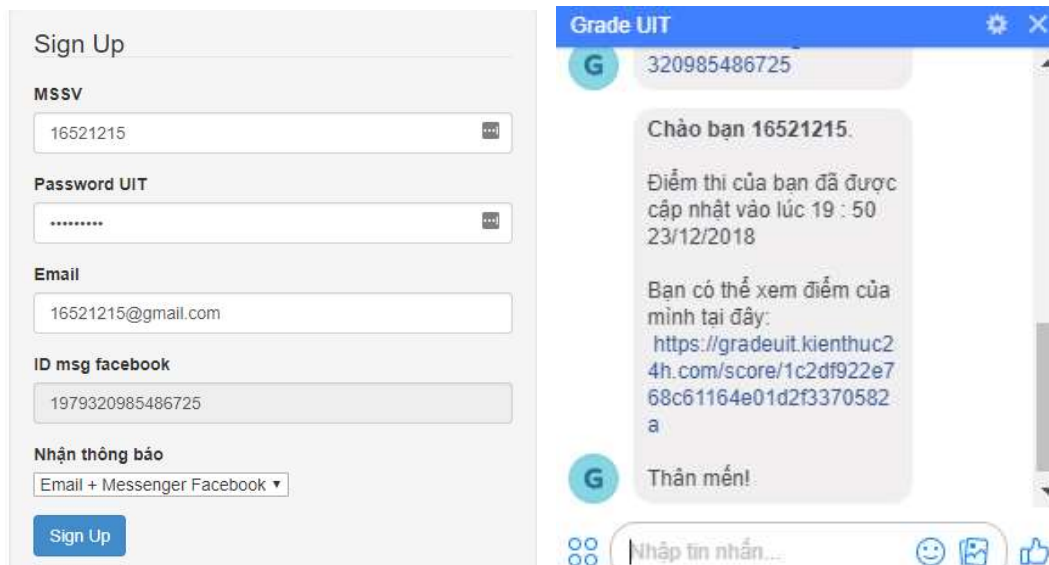 Sign Up
MSSV
16521215
Password UIT
•••••••••
Email
16521215@gmail.com
ID msg facebook
1979320985486725
Nhận thông báo
Email + Messenger Facebook
Sign Up
Grade UIT
G
320985486725
Chào bạn 16521215.
Điểm thi của bạn đã được
cập nhật vào lúc 19 : 50
23/12/2018
Bạn có thể xem điểm của
mình tại đây:
https://gradeuit.kienthuc2
4h.com/score/1c2df922e7
68c61164e01d2f3370582
a
G
Thân mến!
Nhập tin nhắn...